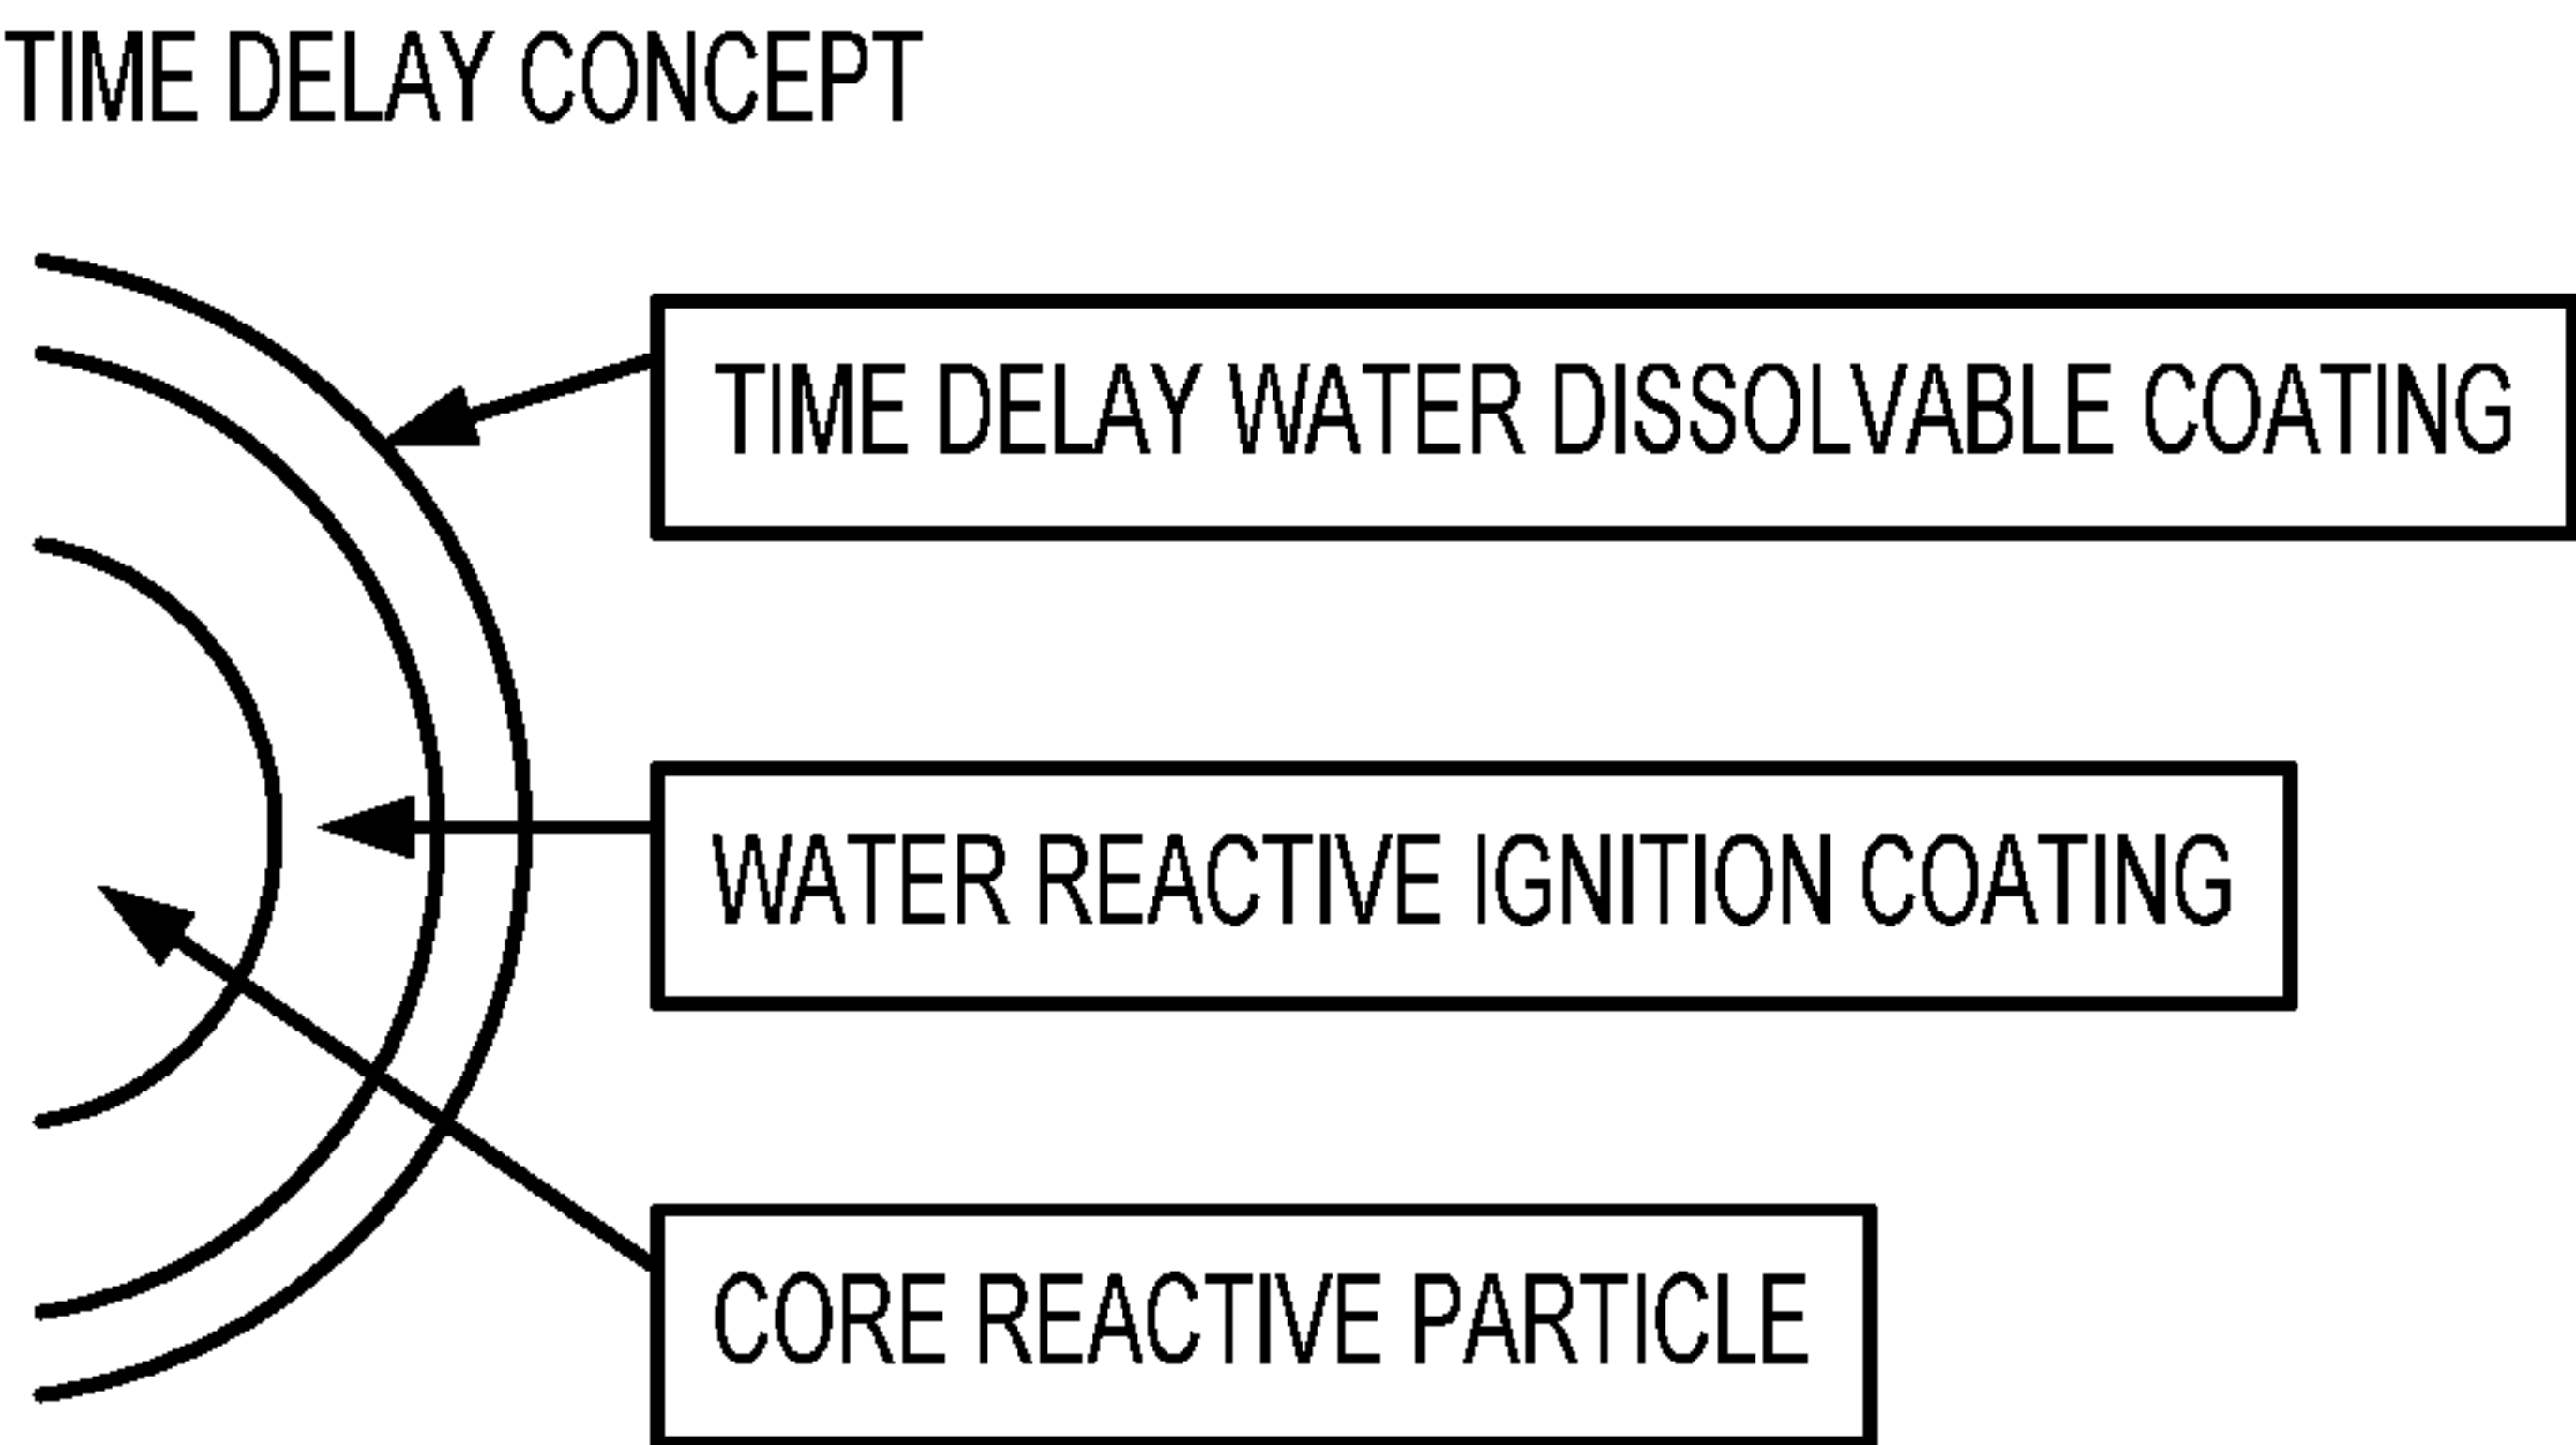 TIME DELAY CONCEPT
TIME DELAY WATER DISSOLVABLE COATING
WATER REACTIVE IGNITION COATING
CORE REACTIVE PARTICLE